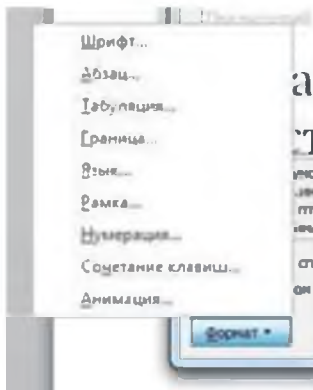 Шрифт...
Абзац...
Табуляция...
Граница...
Язык...
Рамка...
Нумерация...
Сочетание клавиш...
Анимация...
Формат